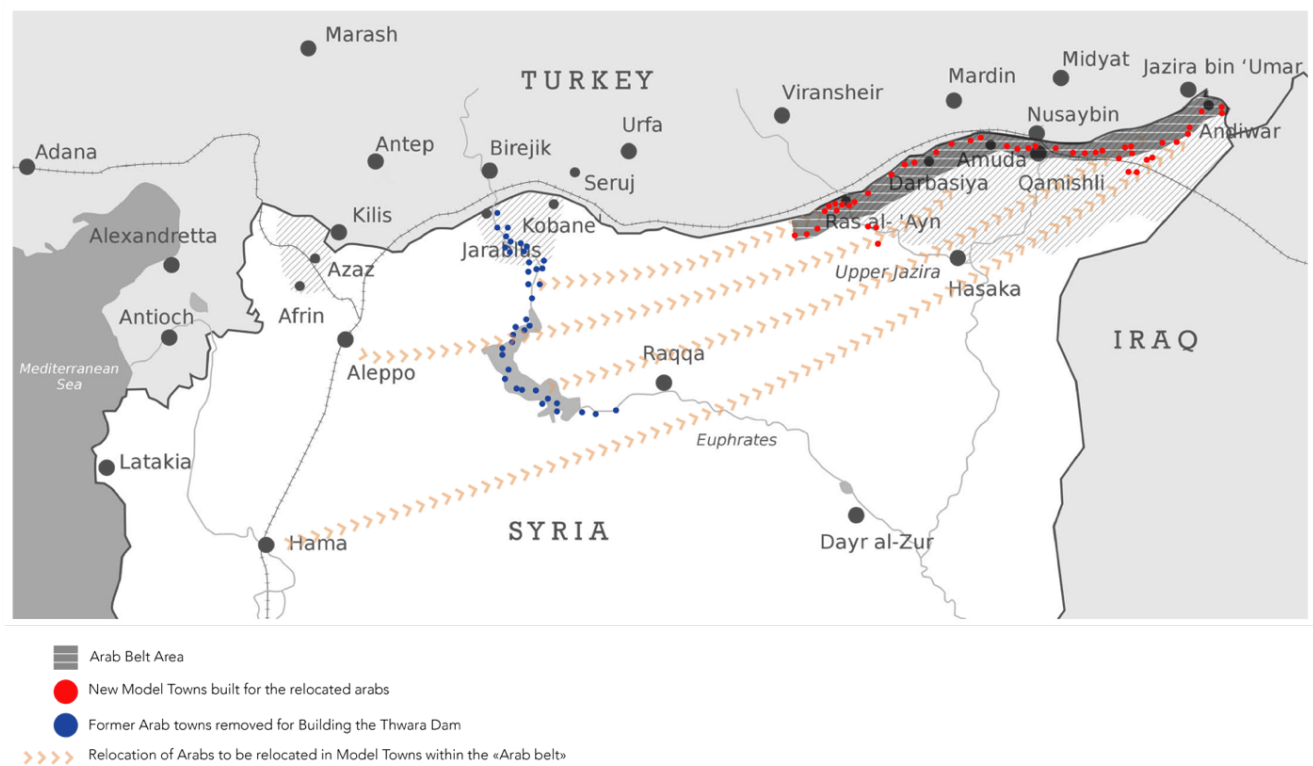 Marash
TURKEY
Midyat
Jazira bin ‘Umar
Mardin
Viransheir
Nusaybin
Urfa
Andiwar
Adana
Antep
Birejik
Amuda
Seruj
Darbasiya
Qamishli
Kilis
Kobane'
Ras al- 'Ayn
Alexandretta
Jarablus
Azaz
Upper Jazira
Hasaka
Afrin
Antioch
IRAQ
Raqqa
Mediterranean
Sea
Aleppo
Euphrates
Latakia
SYRIA
Hama
Dayr al-Zur
Arab Belt Area
New Model Towns built for the relocated arabs
Former Arab towns removed for Building the Thwara Dam
Relocation of Arabs to be relocated in Model Towns within the «Arab belt»